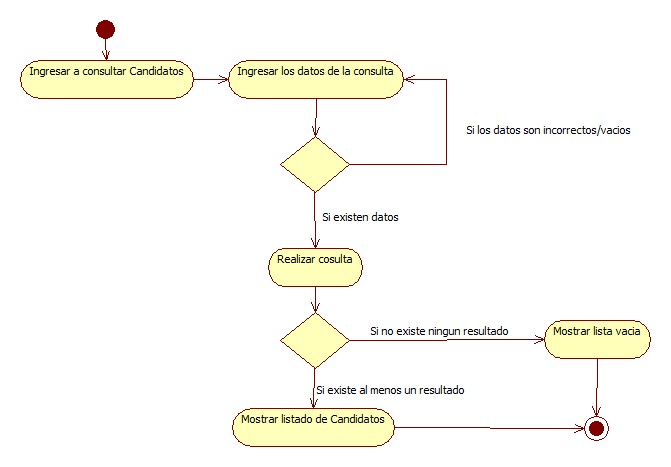 Ingresar a consultar Candidatos
Ingresar los datos de la consulta
Si los datos son incorrectos/vacios
Si existen datos
Realizar cosulta
Si no existe ningun resultado
Mostrar lista vacia
Si existe al menos un resultado
Mostrar listado de Candidatos